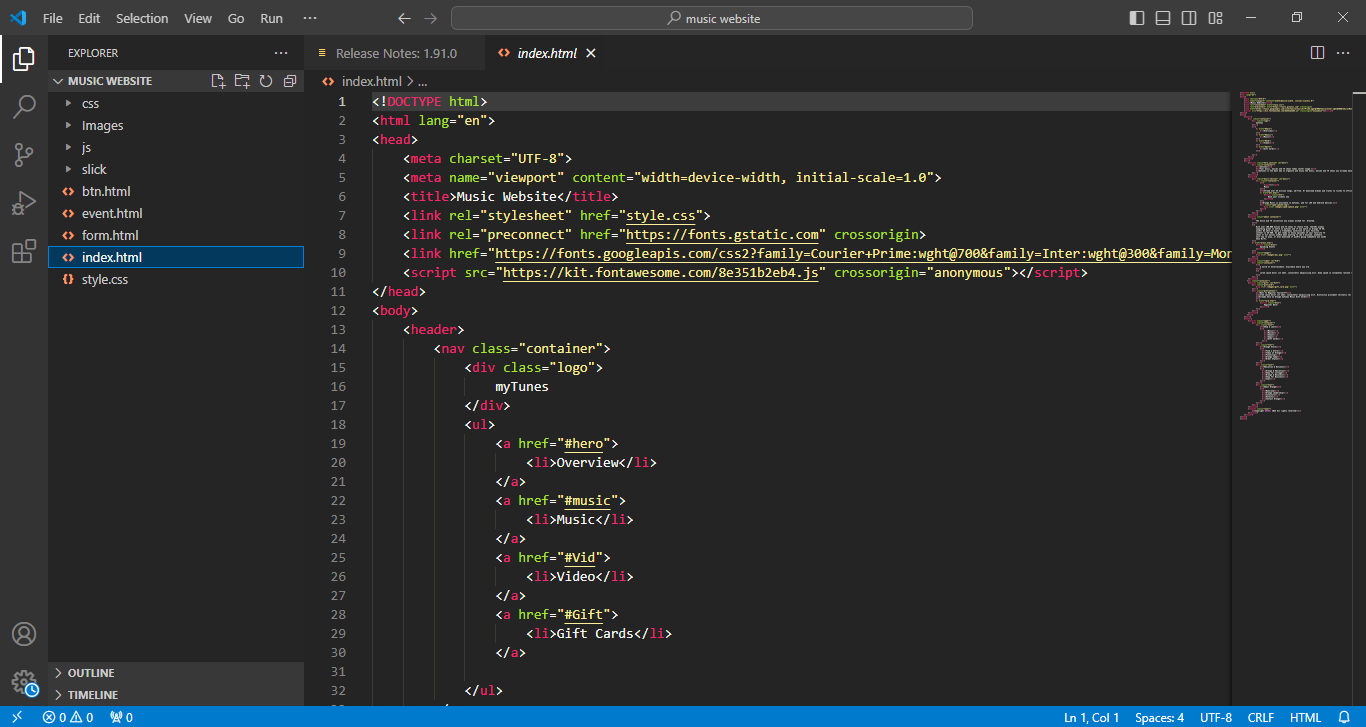 File Edit Selection View Go Run ··· music website
EXPLORER ···
MUSIC WEBSITE
css
Images
js
slick
btn.html
event.html
form.html
index.html
style.css
OUTLINE
TIMELINE
Release Notes: 1.91.0 index.html
index.html > ...
1 <!DOCTYPE html>
2 <html lang="en">
3 <head>
4 <meta charset="UTF-8">
5 <meta name="viewport" content="width=device-width, initial-scale=1.0">
6 <title>Music Website</title>
7 <link rel="stylesheet" href="style.css">
8 <link rel="preconnect" href="https://fonts.gstatic.com" crossorigin>
9 <link href="https://fonts.googleapis.com/css2?family=Courier+Prime:wght@700&family=Inter:wght@300&family=Mon
10 <script src="https://kit.fontawesome.com/8e351b2eb4.js" crossorigin="anonymous"></script>
11 </head>
12 <body>
13 <header>
14 <nav class="container">
15 <div class="logo">
16 myTunes
17 </div>
18 <ul>
19 <a href="#hero">
20 <li>Overview</li>
21 </a>
22 <a href="#music">
23 <li>Music</li>
24 </a>
25 <a href="#Vid">
26 <li>Video</li>
27 </a>
28 <a href="#Gift">
29 <li>Gift Cards</li>
30 </a>
31
32 </ul>
0 0 0 Ln 1, Col 1 Spaces: 4 UTF-8 CRLF HTML